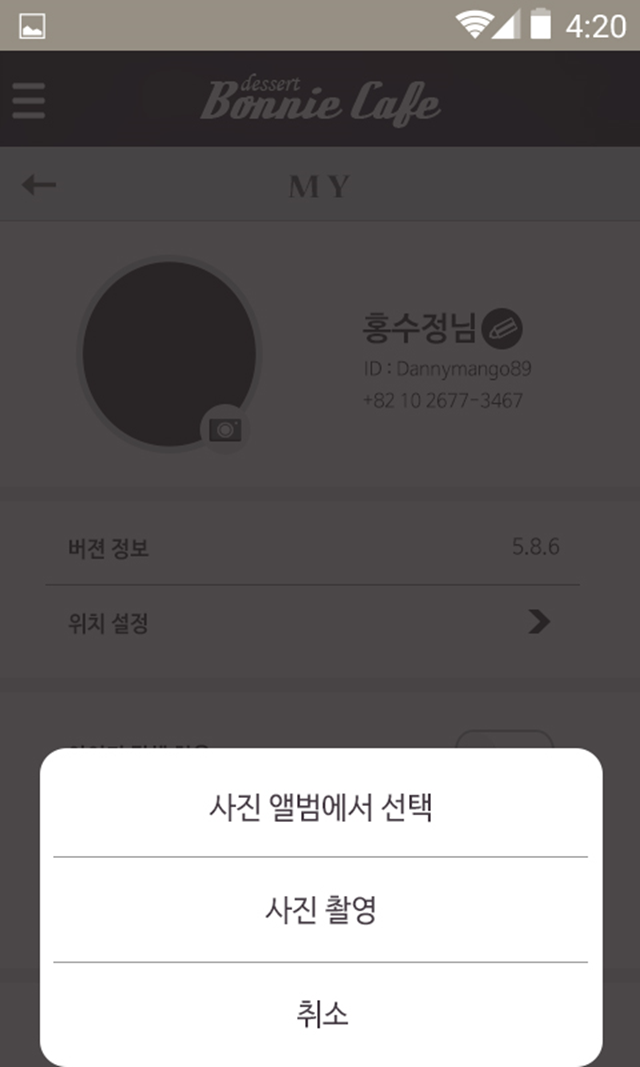 4:20
dessert
Bonnie Cafe
MY
홍수정님
ID : Dannymango89
+82 10 2677-3467
버젼 정보
5.8.6
위치 설정
사진 앨범에서 선택
사진 촬영
취소